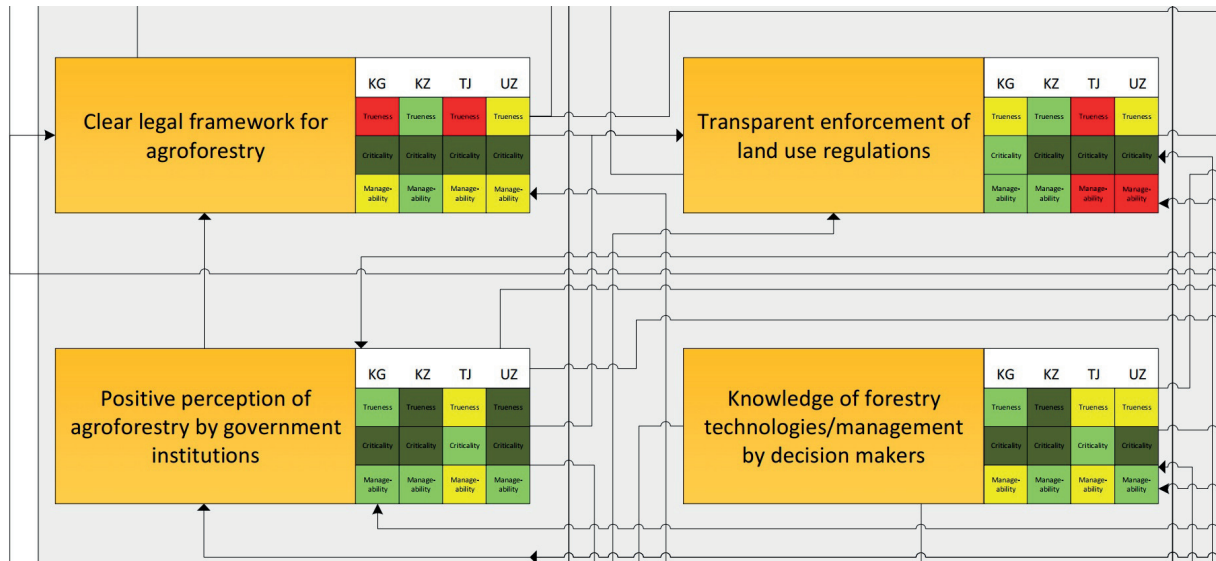 Clear legal framework for
agroforestry
KG KZ TJ UZ
Trueness Trueness Trueness Trueness
Criticality Criticality Criticality Criticality
Manage- Manage- Manage- Manage-
ability ability ability ability
Transparent enforcement of
land use regulations
KG KZ TJ UZ
Trueness Trueness Trueness Trueness
Criticality Criticality Criticality Criticality
Manage- Manage- Manage- Manage-
ability ability ability ability
Positive perception of
agroforestry by government
institutions
KG KZ TJ UZ
Trueness Trueness Trueness Trueness
Criticality Criticality Criticality Criticality
Manage- Manage- Manage- Manage-
ability ability ability ability
Knowledge of forestry
technologies/management
by decision makers
KG KZ TJ UZ
Trueness Trueness Trueness Trueness
Criticality Criticality Criticality Criticality
Manage- Manage- Manage- Manage-
ability ability ability ability